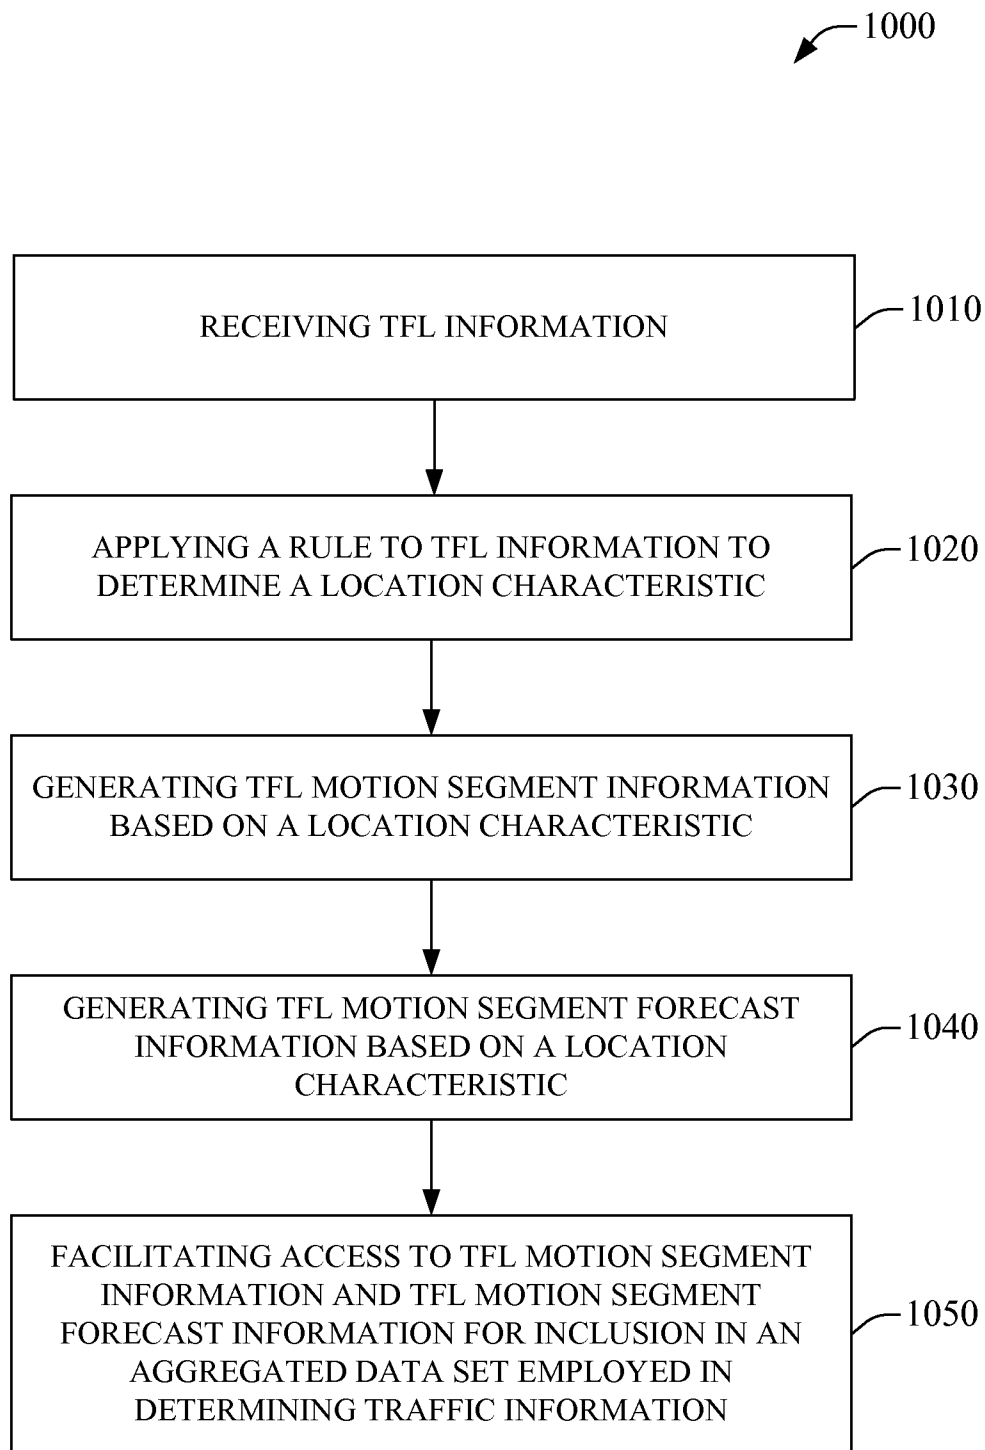 1000
RECEIVING TFL INFORMATION
1010
APPLYING A RULE TO TFL INFORMATION TO
DETERMINE A LOCATION CHARACTERISTIC
1020
GENERATING TFL MOTION SEGMENT INFORMATION
BASED ON A LOCATION CHARACTERISTIC
1030
GENERATING TFL MOTION SEGMENT FORECAST
INFORMATION BASED ON A LOCATION
CHARACTERISTIC
1040
FACILITATING ACCESS TO TFL MOTION SEGMENT
INFORMATION AND TFL MOTION SEGMENT
FORECAST INFORMATION FOR INCLUSION IN AN
AGGREGATED DATA SET EMPLOYED IN
DETERMINING TRAFFIC INFORMATION
1050